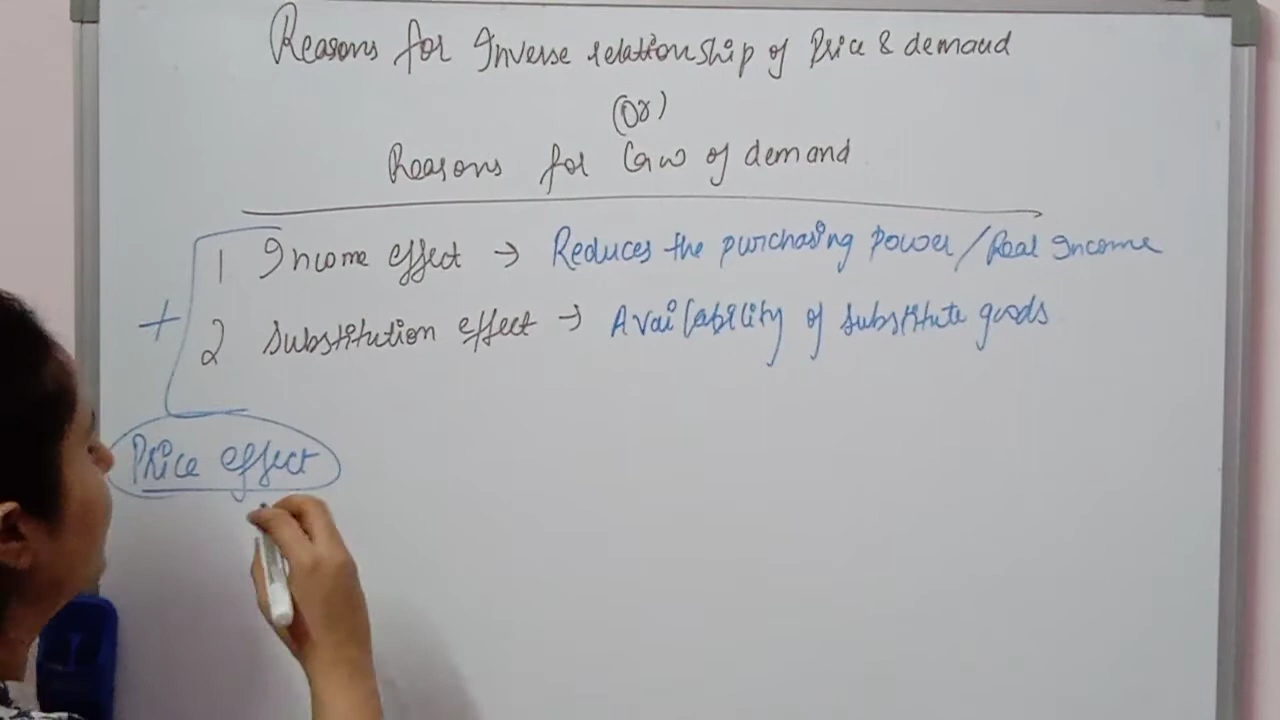 Reasons for Inverse relationship of Price & demand
(Or)
Reasons for Law of demand
1 Income effect → Reduces the purchasing power / Real Income
+
2 Substitution effect → Availability of substitute goods
Price effect